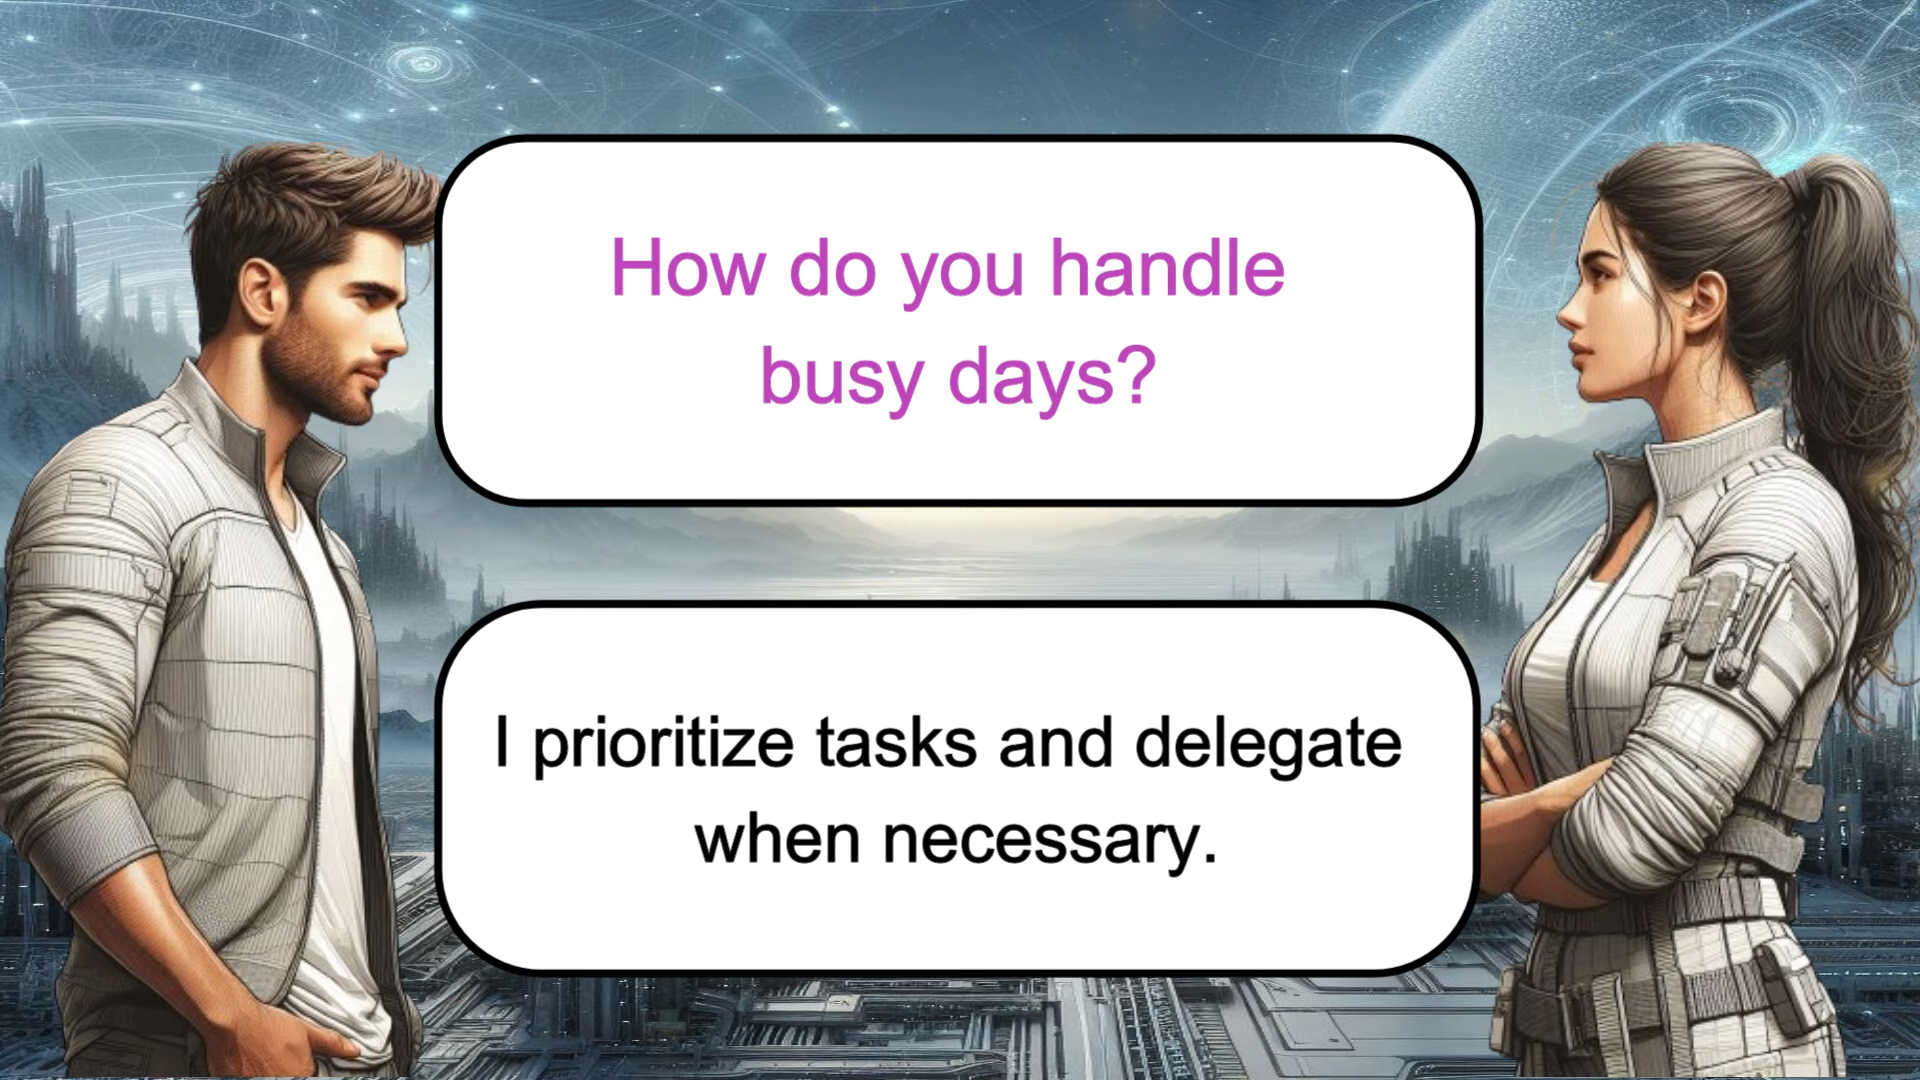 How do you handle
busy days?
I prioritize tasks and delegate
when necessary.